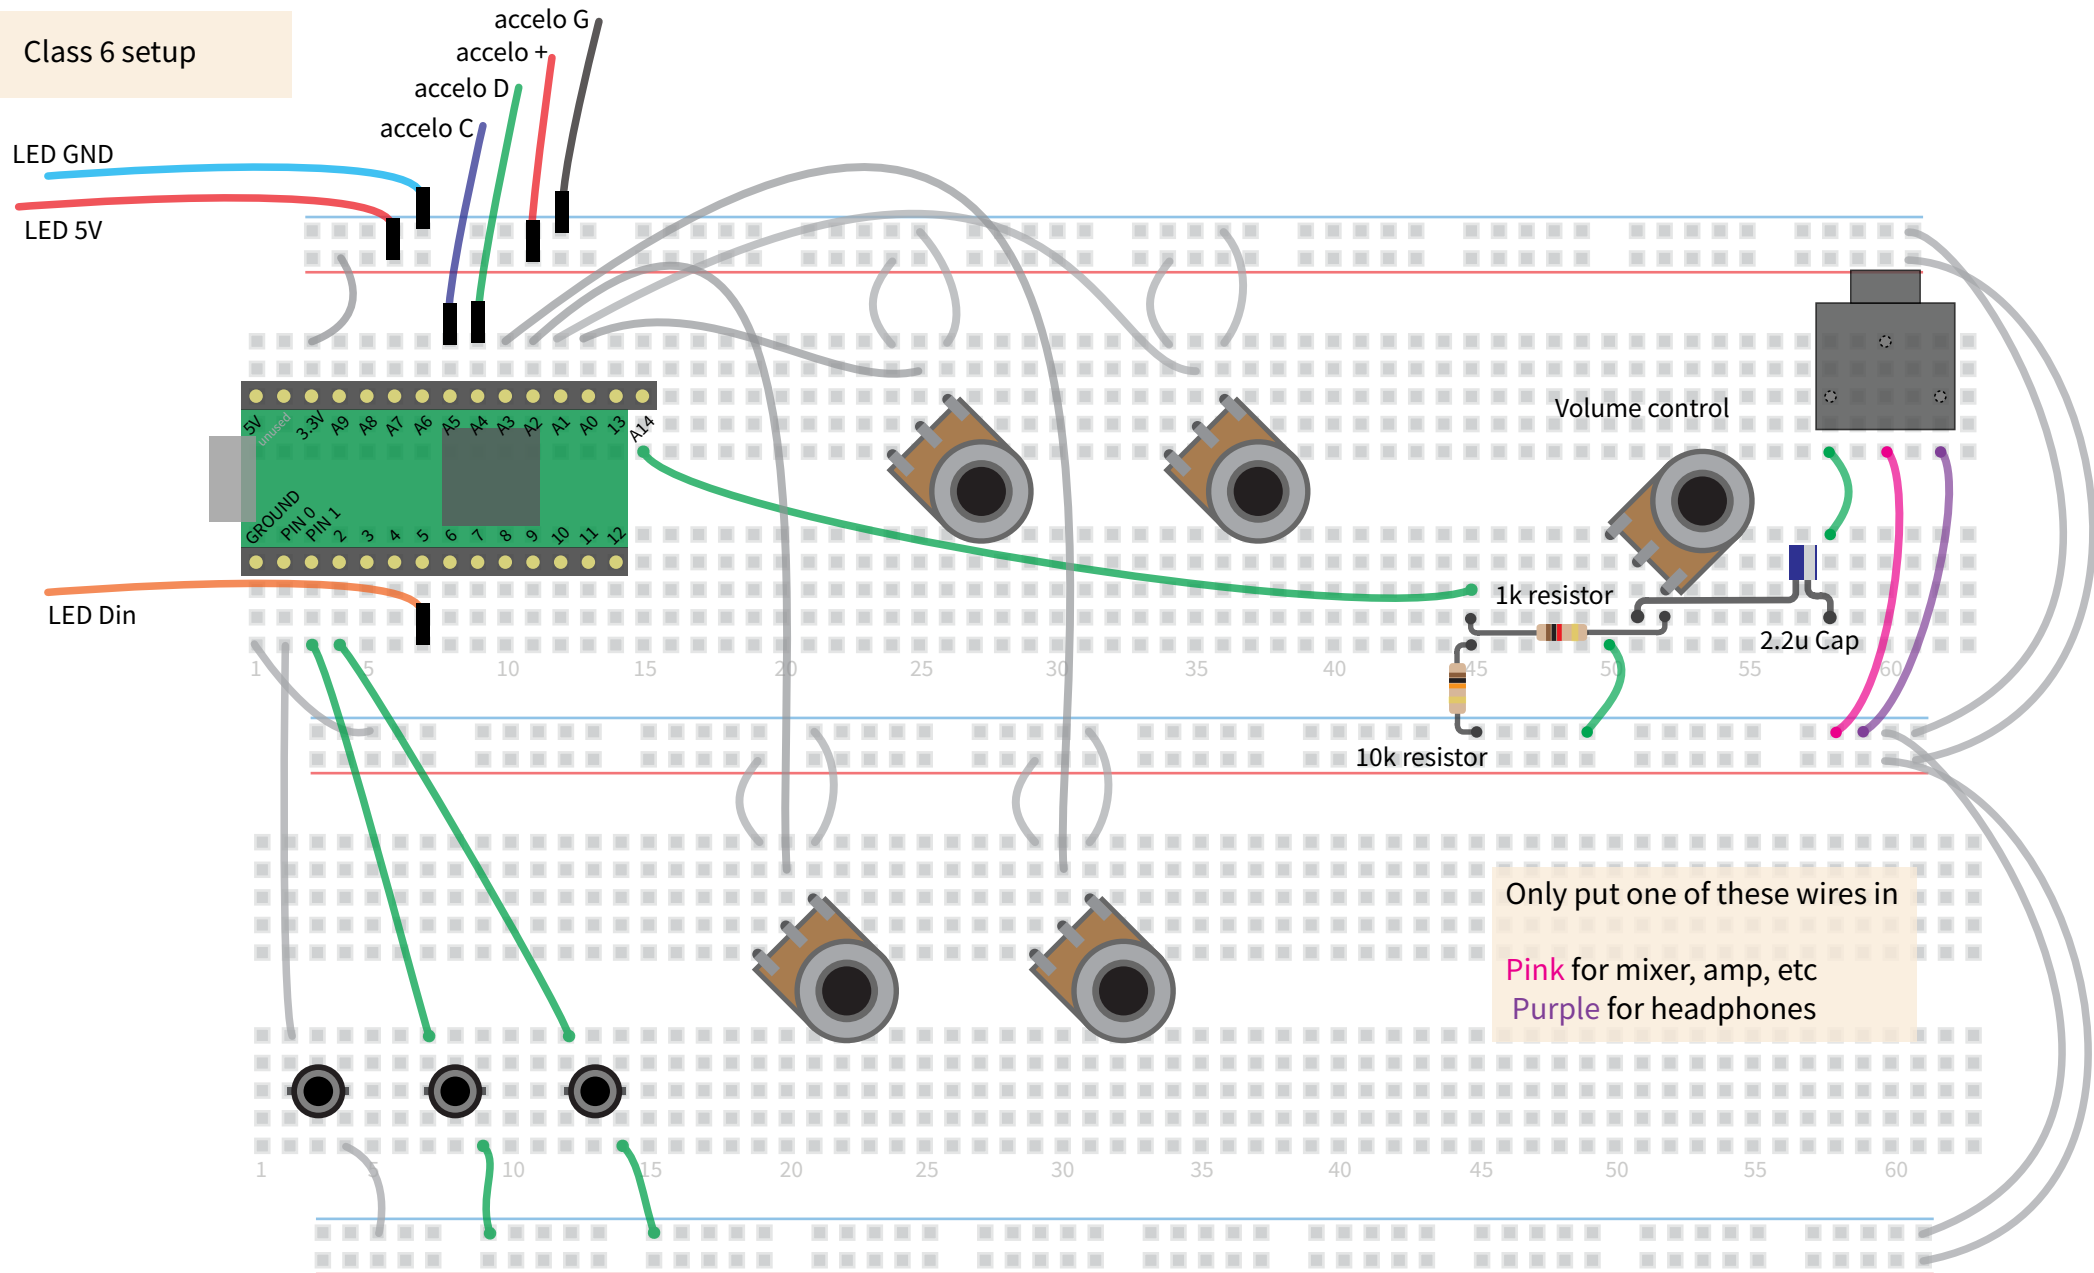 Class 6 setup
accelo G
accelo +
accelo D
accelo C
LED GND
LED 5V
5V
unused
3.3V
A9
A8
A7
A6
A5
A4
A3
A2
A1
A0
13
A14
Volume control
GROUND
PIN 0
PIN 1
2
3
4
5
6
7
8
9
10
11
12
LED Din
1k resistor
2.2u Cap
1 5 10 15 20 25 30 35 40 45 50 55 60
10k resistor
Only put one of these wires in
Pink for mixer, amp, etc
Purple for headphones
1 5 10 15 20 25 30 35 40 45 50 55 60